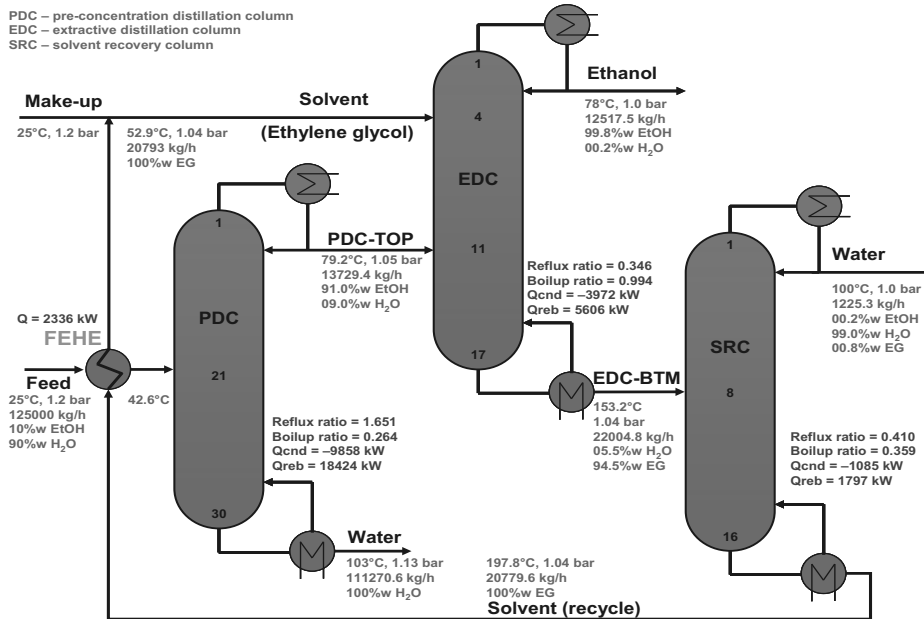 PDC – pre-concentration distillation column
EDC – extractive distillation column
SRC – solvent recovery column
1
Ethanol
78°C, 1.0 bar
12517.5 kg/h
99.8%w EtOH
00.2%w H₂O
Make-up
25°C, 1.2 bar
Solvent
(Ethylene glycol)
52.9°C, 1.04 bar
20793 kg/h
100%w EG
4
EDC
11
17
1
PDC-TOP
79.2°C, 1.05 bar
13729.4 kg/h
91.0%w EtOH
09.0%w H₂O
Reflux ratio = 0.346
Boilup ratio = 0.994
Qcnd = –3972 kW
Qreb = 5606 kW
1
Water
100°C, 1.0 bar
1225.3 kg/h
00.2%w EtOH
99.0%w H₂O
00.8%w EG
Q = 2336 kW
FEHE
PDC
21
30
Feed
25°C, 1.2 bar
125000 kg/h
10%w EtOH
90%w H₂O
42.6°C
EDC-BTM
153.2°C
1.04 bar
22004.8 kg/h
05.5%w H₂O
94.5%w EG
SRC
8
16
Reflux ratio = 1.651
Boilup ratio = 0.264
Qcnd = –9858 kW
Qreb = 18424 kW
Reflux ratio = 0.410
Boilup ratio = 0.359
Qcnd = –1085 kW
Qreb = 1797 kW
Water
103°C, 1.13 bar
111270.6 kg/h
100%w H₂O
197.8°C, 1.04 bar
20779.6 kg/h
100%w EG
Solvent (recycle)